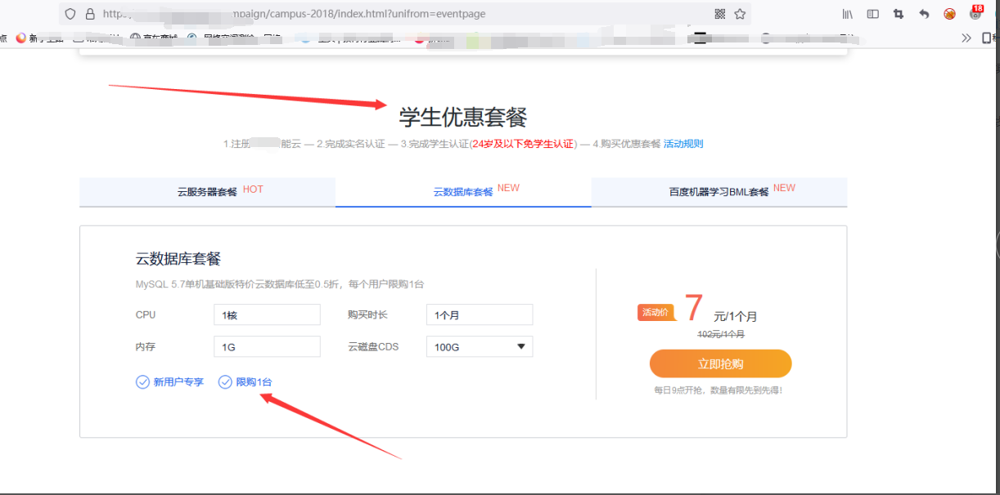 http
mpaign/campus-2018/index.html?unifrom=eventpage
18
学生优惠套餐
1.注册 能云 — 2.完成实名认证 — 3.完成学生认证(24岁及以下免学生认证) — 4.购买优惠套餐 活动规则
云服务器套餐 HOT
云数据库套餐 NEW
百度机器学习BML套餐 NEW
云数据库套餐
MySQL 5.7单机基础版特价云数据库低至0.5折，每个用户限购1台
CPU 1核 购买时长 1个月
内存 1G 云磁盘CDS 100G
新用户专享 限购1台
活动价 7 元/1个月
102元/1个月
立即抢购
每日9点开抢，数量有限先到先得!